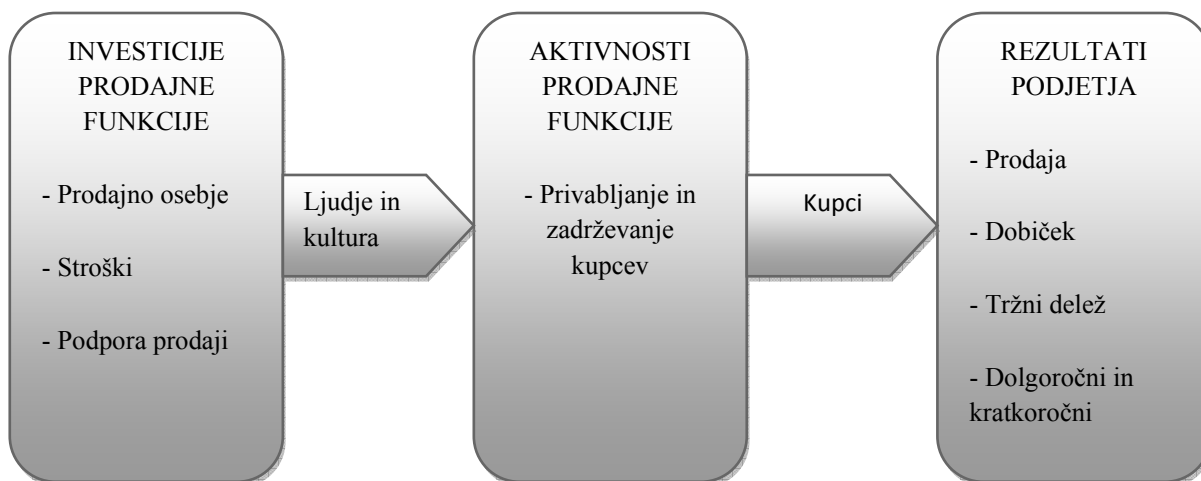 INVESTICIJE
PRODAJNE
FUNKCIJE
- Prodajno osebje
- Stroški
- Podpora prodaji
Ljudje in
kultura
AKTIVNOSTI
PRODAJNE
FUNKCIJE
- Privabljanje in
zadrževanje
kupcev
Kupci
REZULTATI
PODJETJA
- Prodaja
- Dobiček
- Tržni delež
- Dolgoročni in
kratkoročni